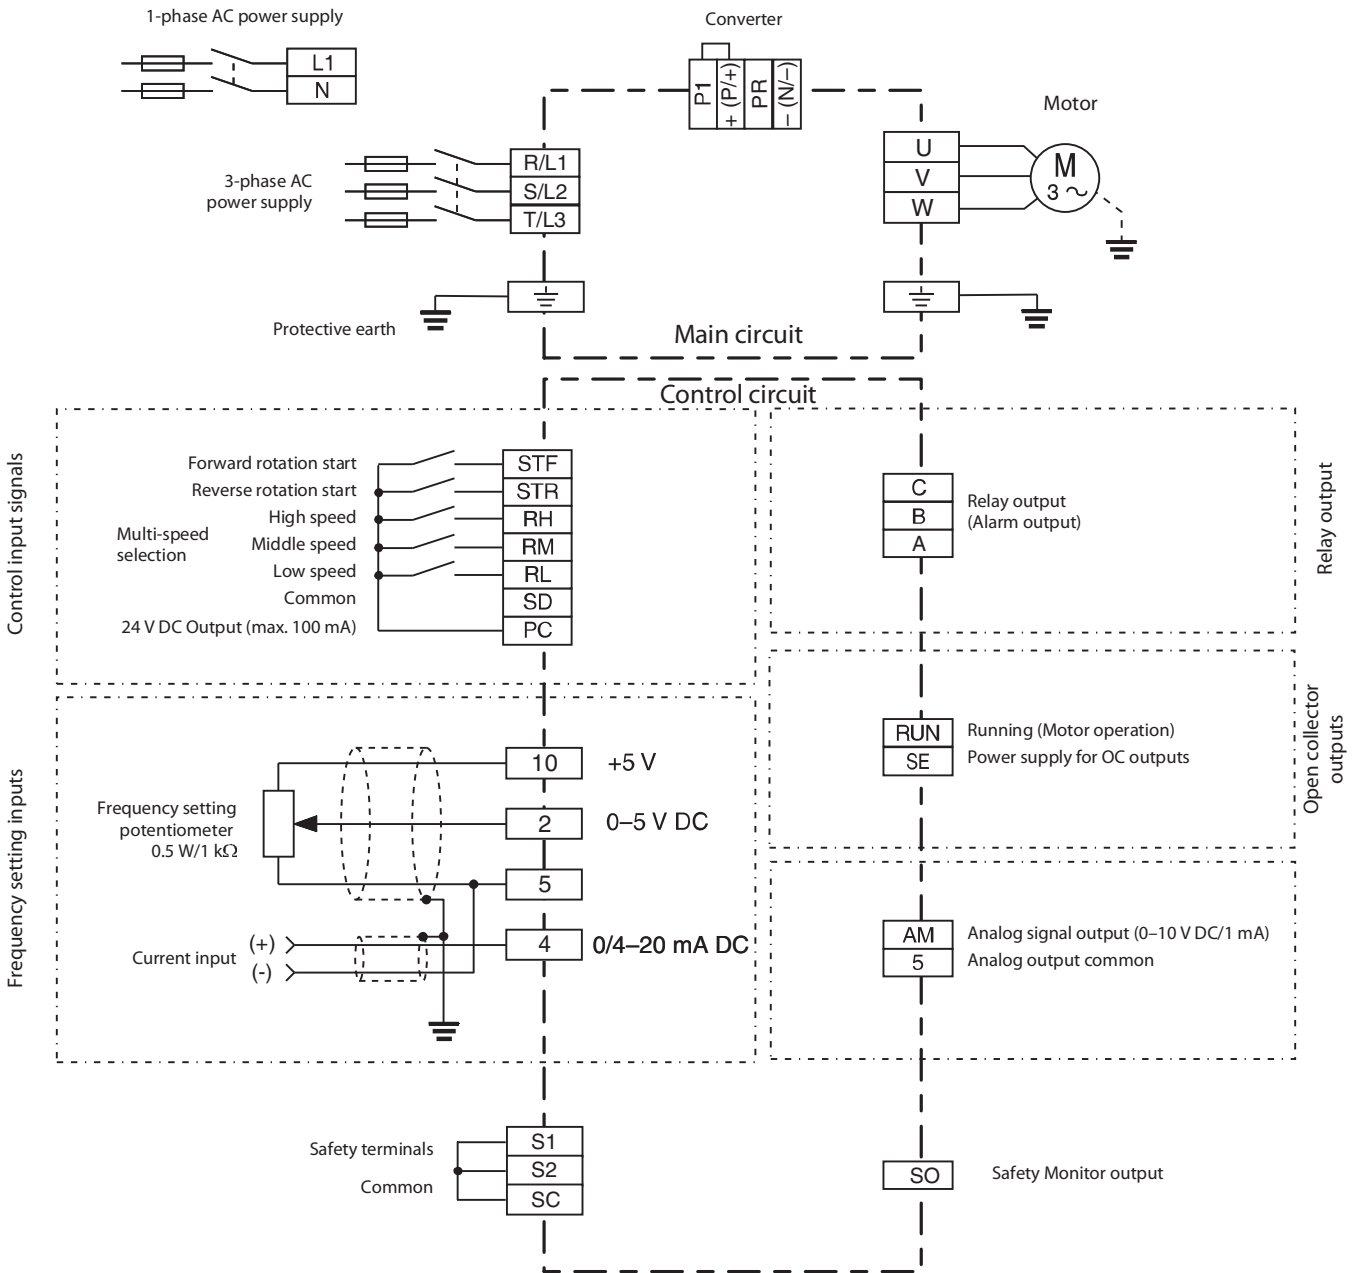 1-phase AC power supply
L1
N
Converter
P1
+ (P/+)
PR
– (N/–)
Motor
3-phase AC
power supply
R/L1
S/L2
T/L3
U
V
W
M
3 ~
Protective earth
Main circuit
Control circuit
Control input signals
Forward rotation start
STF
Reverse rotation start
STR
Multi-speed
selection
High speed
RH
Middle speed
RM
Low speed
RL
Common
SD
24 V DC Output (max. 100 mA)
PC
C
B
A
Relay output
(Alarm output)
Relay output
RUN
Running (Motor operation)
SE
Power supply for OC outputs
Open collector
outputs
Frequency setting inputs
Frequency setting
potentiometer
0.5 W/1 kΩ
10
+5 V
2
0–5 V DC
5
Current input
(+)
(-)
4
0/4–20 mA DC
AM
Analog signal output (0–10 V DC/1 mA)
5
Analog output common
Safety terminals
Common
S1
S2
SC
SO
Safety Monitor output